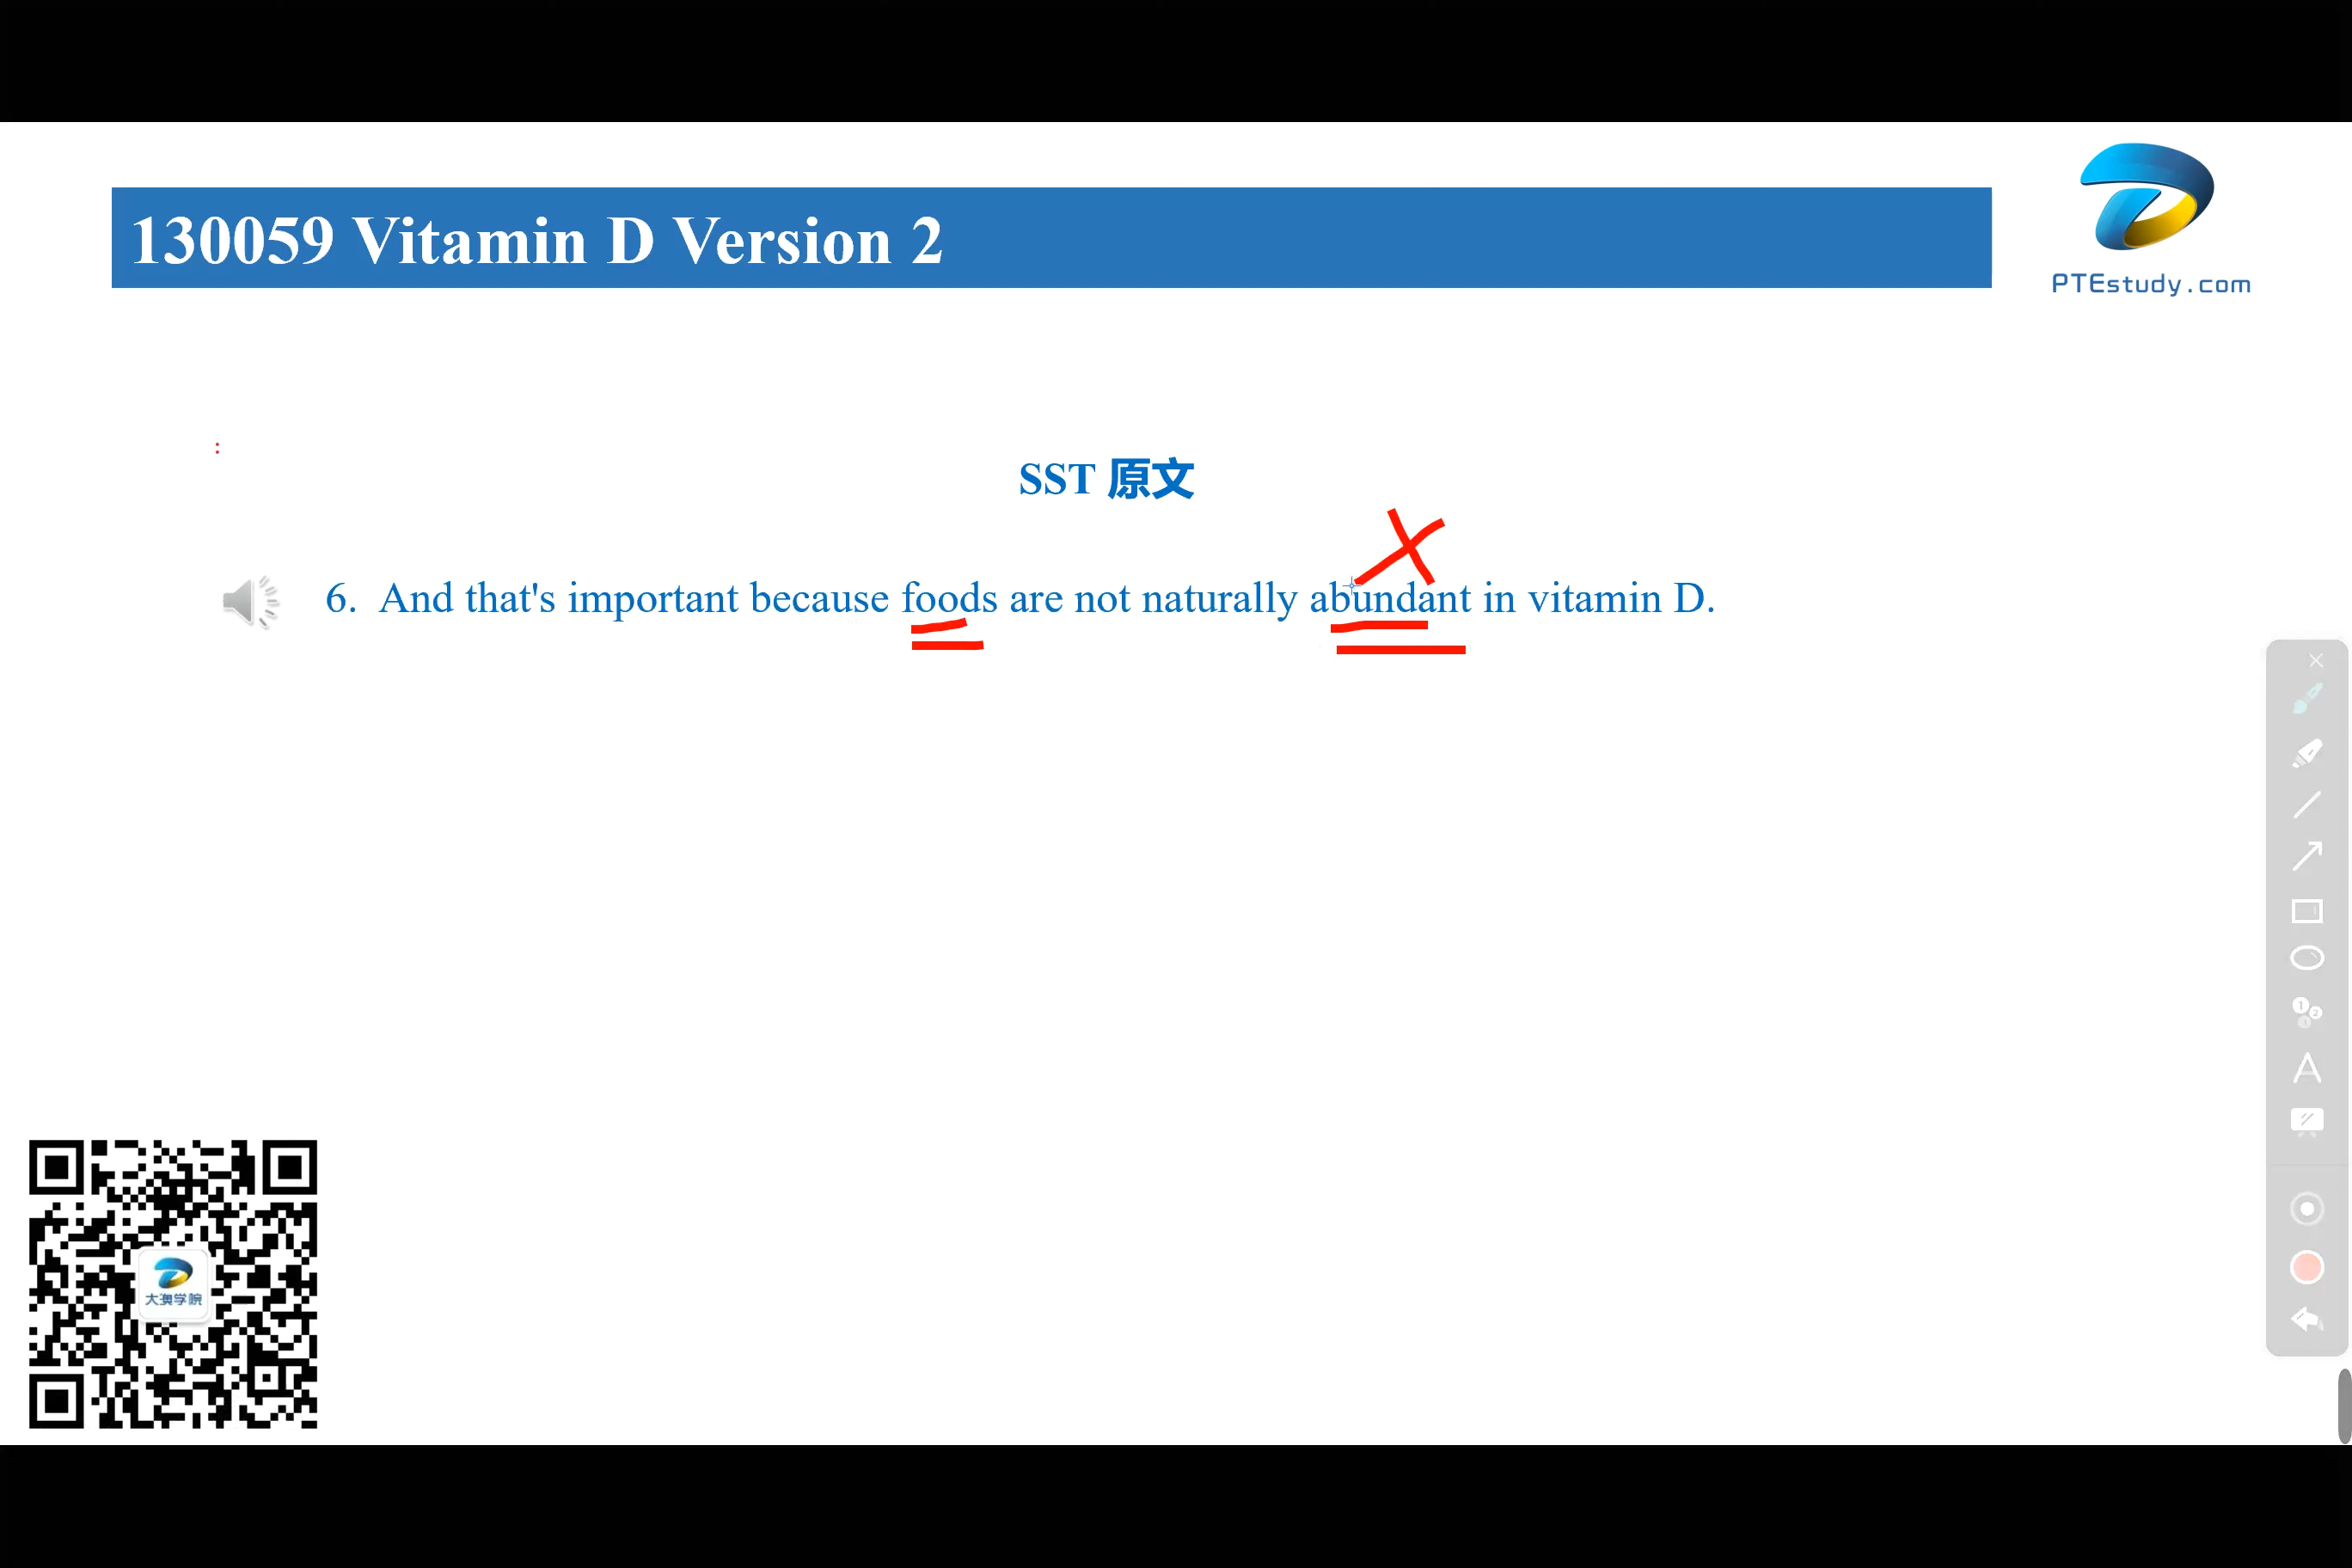 130059 Vitamin D Version 2
PTEstudy.com
:
SST 原文
6. And that's important because foods are not naturally abundant in vitamin D.
大澳学院